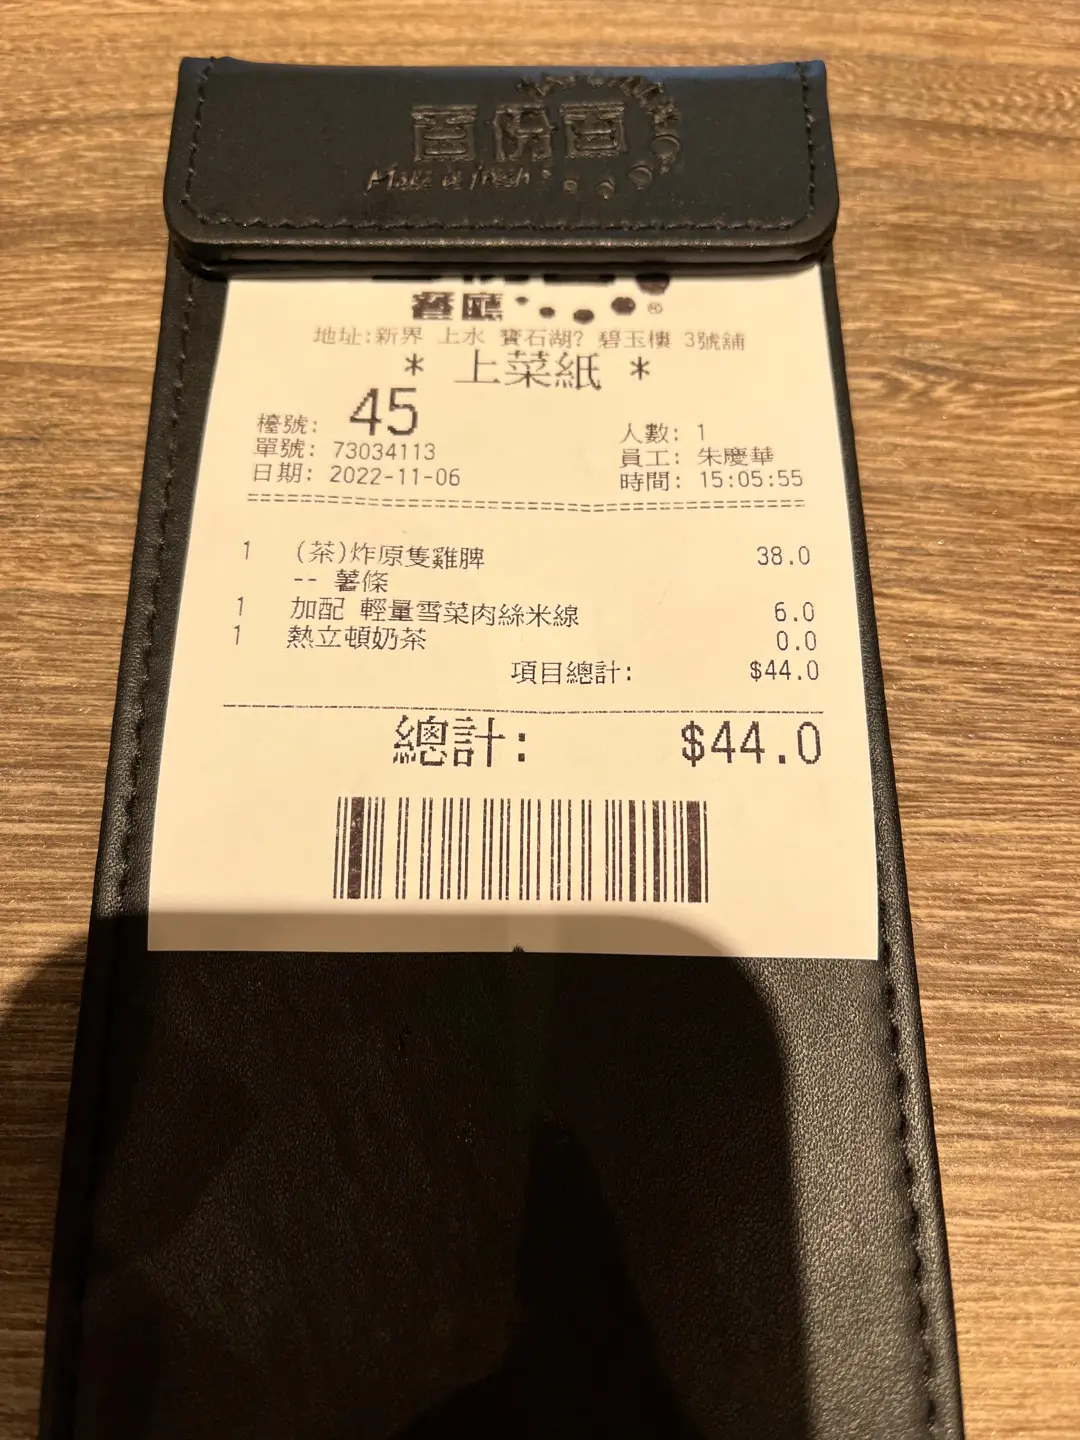 百份百
Make it fresh
餐廳
地址:新界 上水 寶石湖? 碧玉樓 3號舖
* 上菜紙 *
檯號: 45 人數: 1
單號: 73034113 員工: 朱慶華
日期: 2022-11-06 時間: 15:05:55
1 (茶)炸原隻雞脾 38.0
-- 薯條
1 加配 輕量雪菜肉絲米線 6.0
1 熱立頓奶茶 0.0
項目總計: $44.0
總計: $44.0